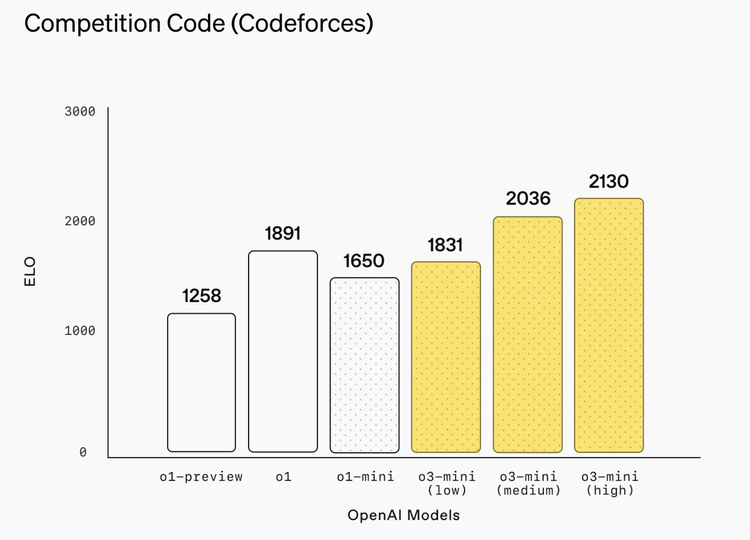 Competition Code (Codeforces)
3000
2000
1000
0
ELO
1258
1891
1650
1831
2036
2130
o1-preview
o1
o1-mini
o3-mini
(low)
o3-mini
(medium)
o3-mini
(high)
OpenAI Models